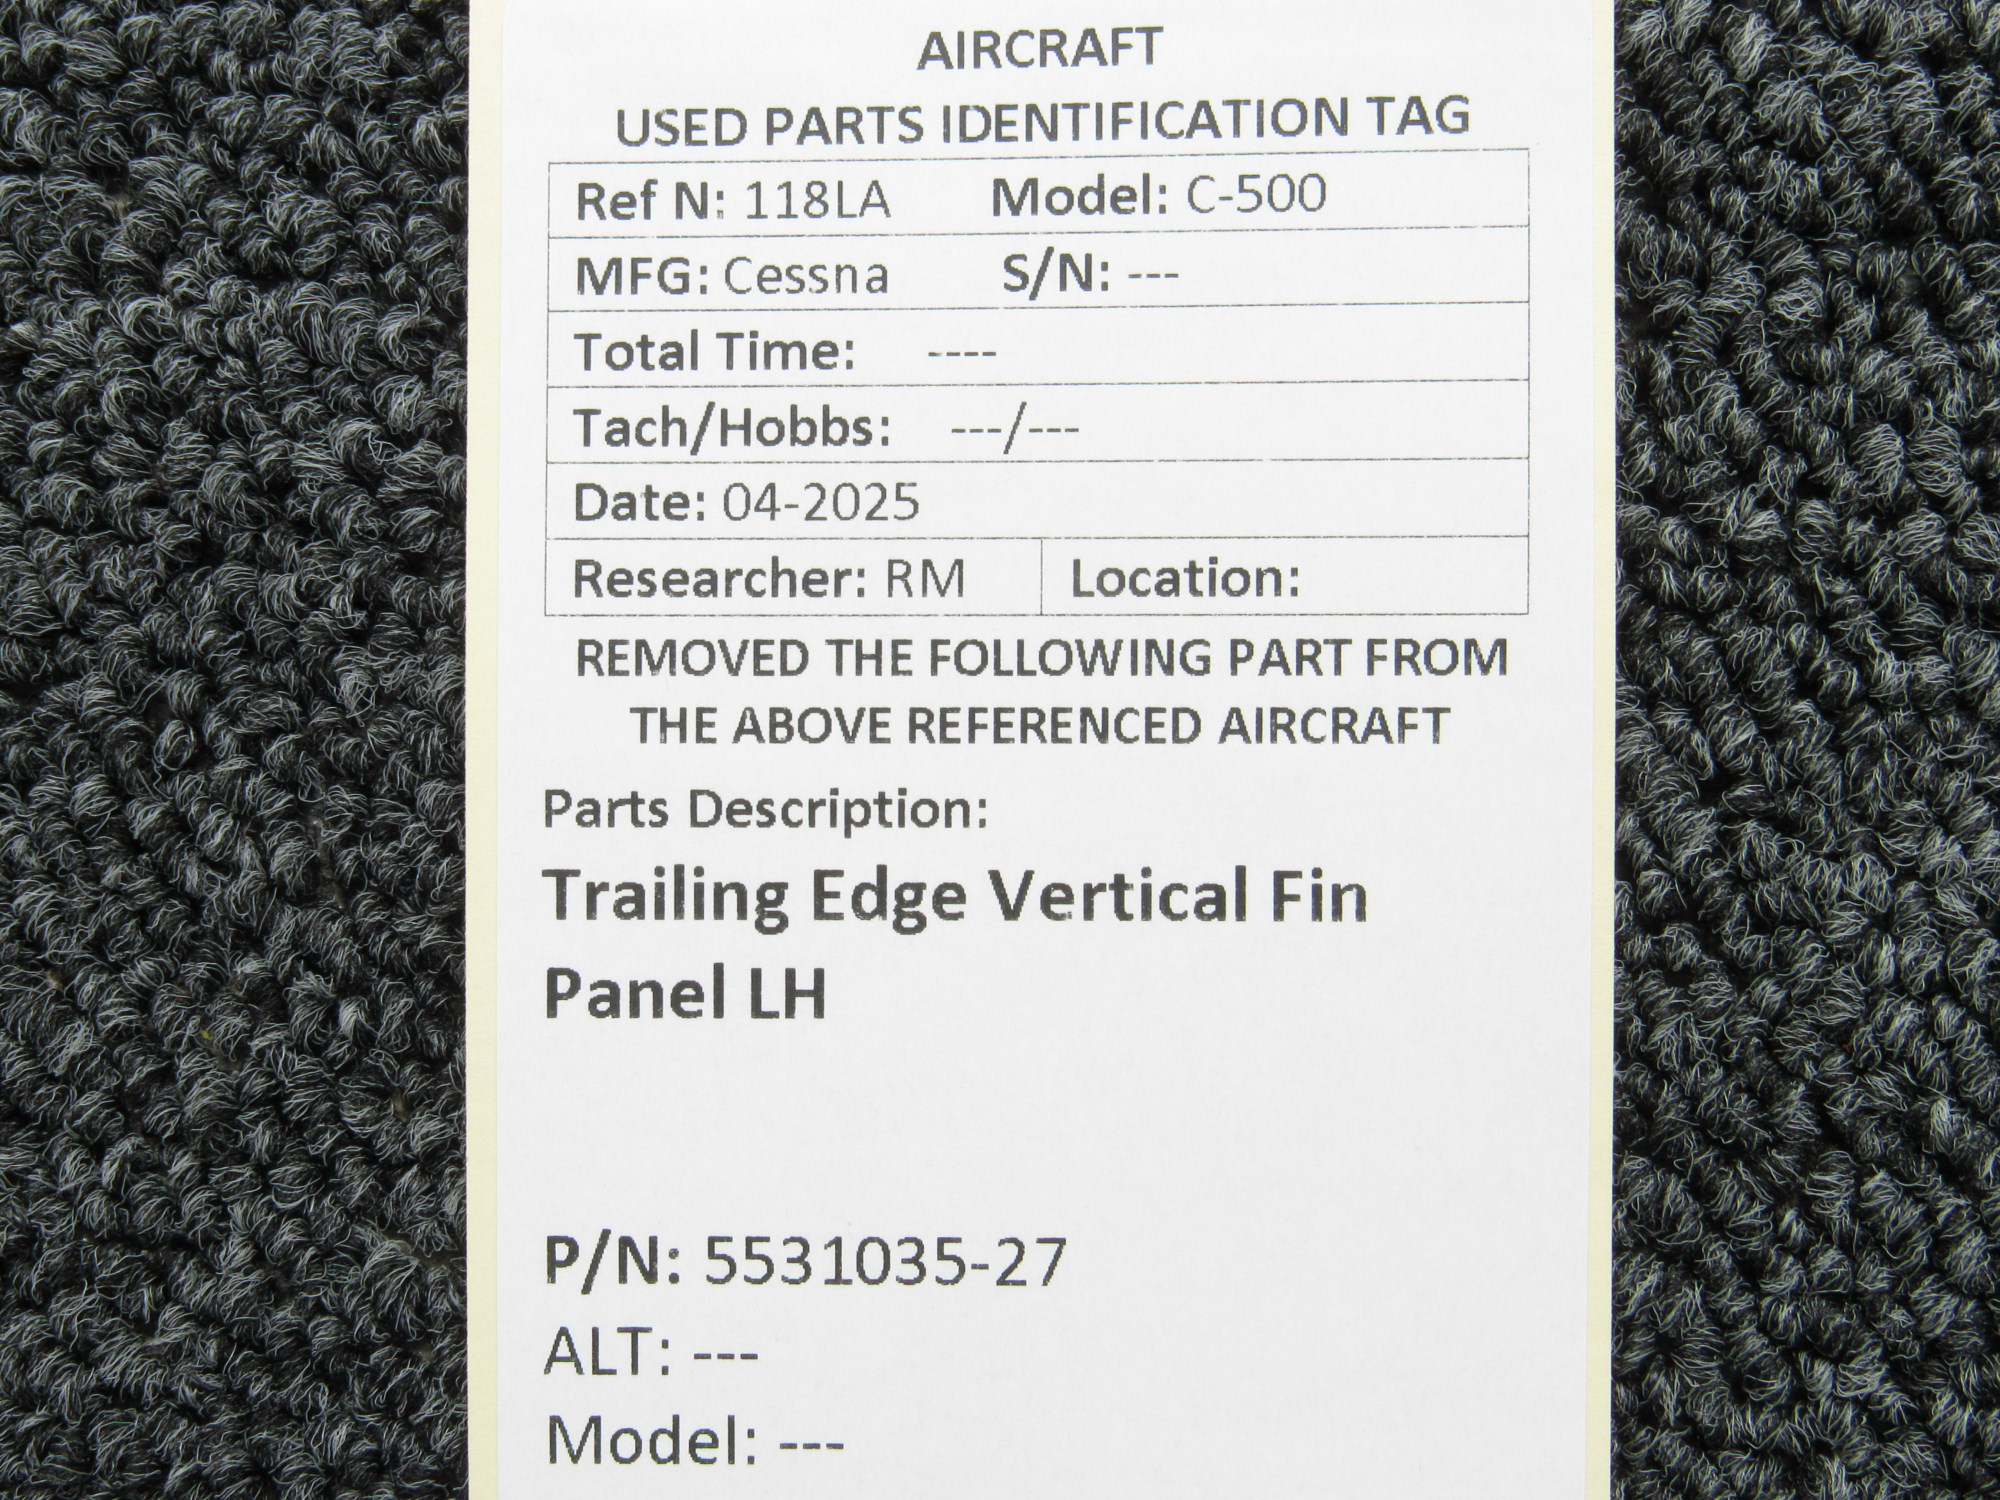 AIRCRAFT
USED PARTS IDENTIFICATION TAG
Ref N: 118LA Model: C-500
MFG: Cessna S/N: ---
Total Time: ----
Tach/Hobbs: ---/---
Date: 04-2025
Researcher: RM Location:
REMOVED THE FOLLOWING PART FROM
THE ABOVE REFERENCED AIRCRAFT
Parts Description:
Trailing Edge Vertical Fin
Panel LH
P/N: 5531035-27
ALT: ---
Model: ---